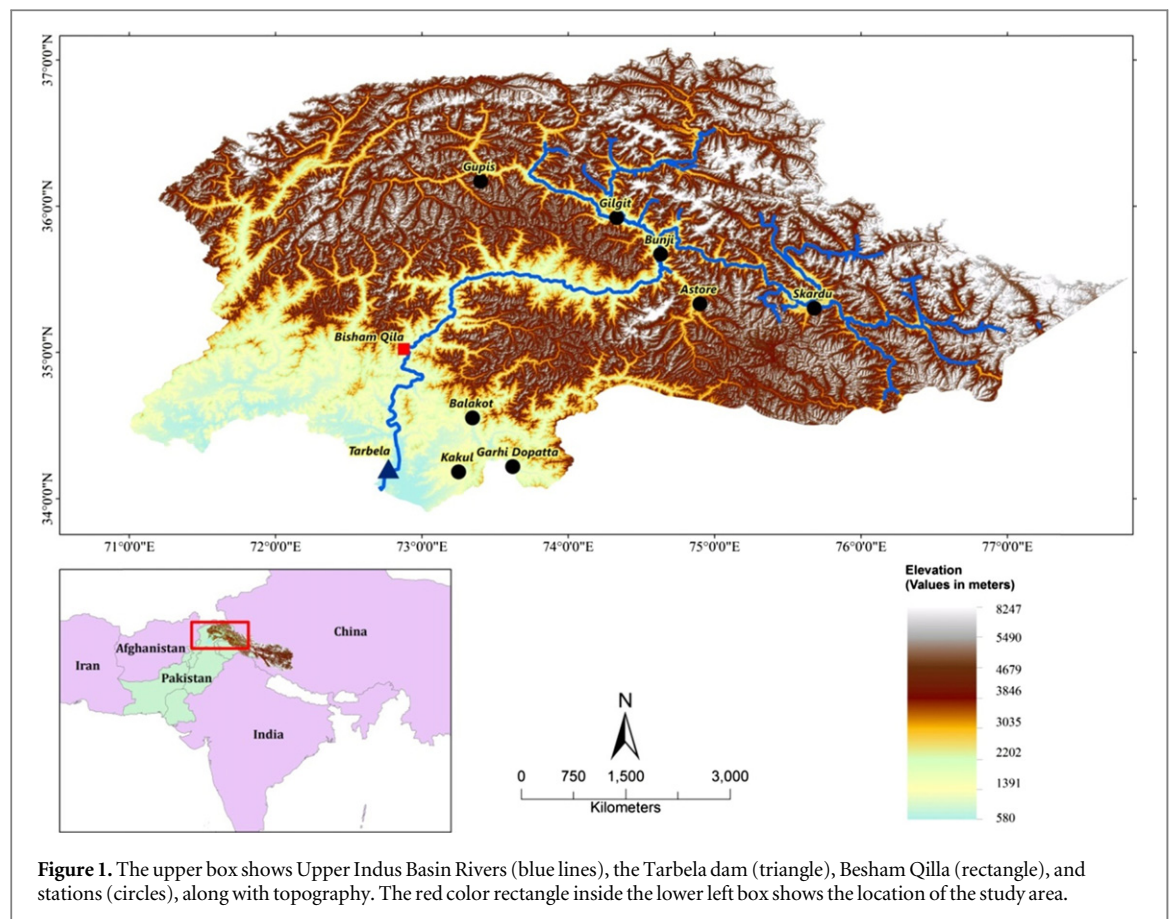 37°0'0"N
36°0'0"N
35°0'0"N
34°0'0"N
Gupis
Gilgit
Bunji
Astore
Skardu
Bisham Qila
Balakot
Tarbela
Kakul
Garhi Dopatta
71°0'0"E
72°0'0"E
73°0'0"E
74°0'0"E
75°0'0"E
76°0'0"E
77°0'0"E
China
Afghanistan
Iran
Pakistan
India
N
0 750 1,500 3,000
Kilometers
Elevation
(Values in meters)
8247
5490
4679
3846
3035
2202
1391
580
Figure 1. The upper box shows Upper Indus Basin Rivers (blue lines), the Tarbela dam (triangle), Besham Qilla (rectangle), and
stations (circles), along with topography. The red color rectangle inside the lower left box shows the location of the study area.